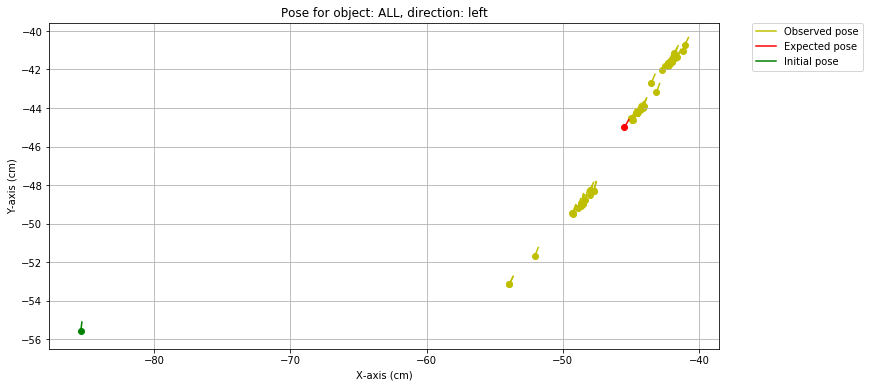 Pose for object: ALL, direction: left
Observed pose
Expected pose
Initial pose
Y-axis (cm)
−40
−42
−44
−46
−48
−50
−52
−54
−56
−80
−70
−60
−50
−40
X-axis (cm)